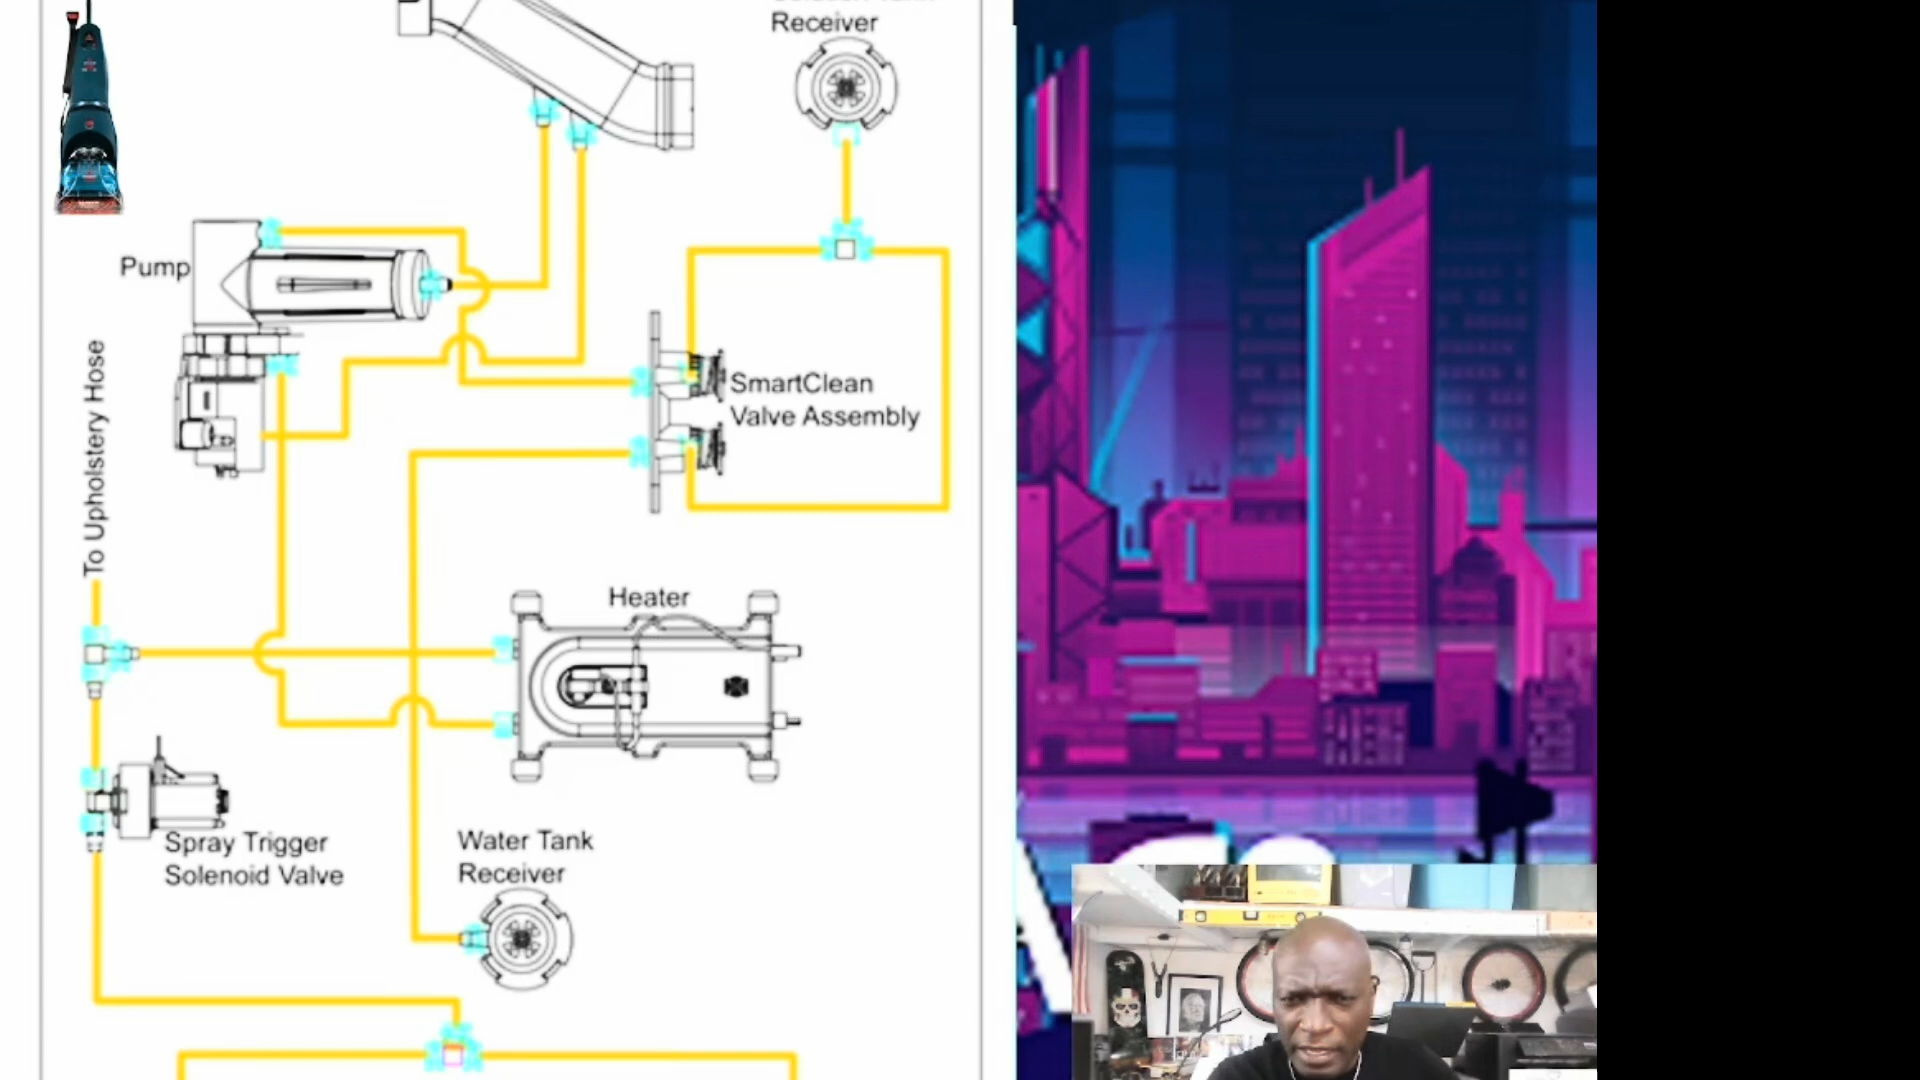 Receiver
Pump
To Upholstery Hose
SmartClean
Valve Assembly
Heater
Spray Trigger
Solenoid Valve
Water Tank
Receiver